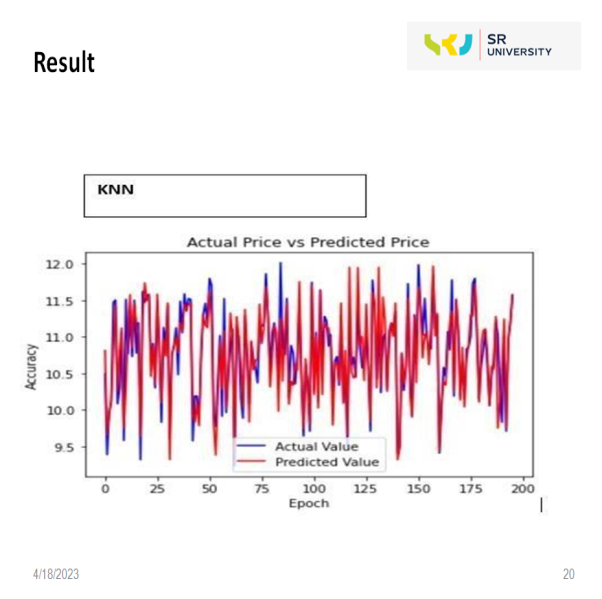 SR
UNIVERSITY
Result
KNN
Actual Price vs Predicted Price
12.0
11.5
11.0
10.5
10.0
9.5
Accuracy
Actual Value
Predicted Value
0 25 50 75 100 125 150 175 200
Epoch
4/18/2023 20